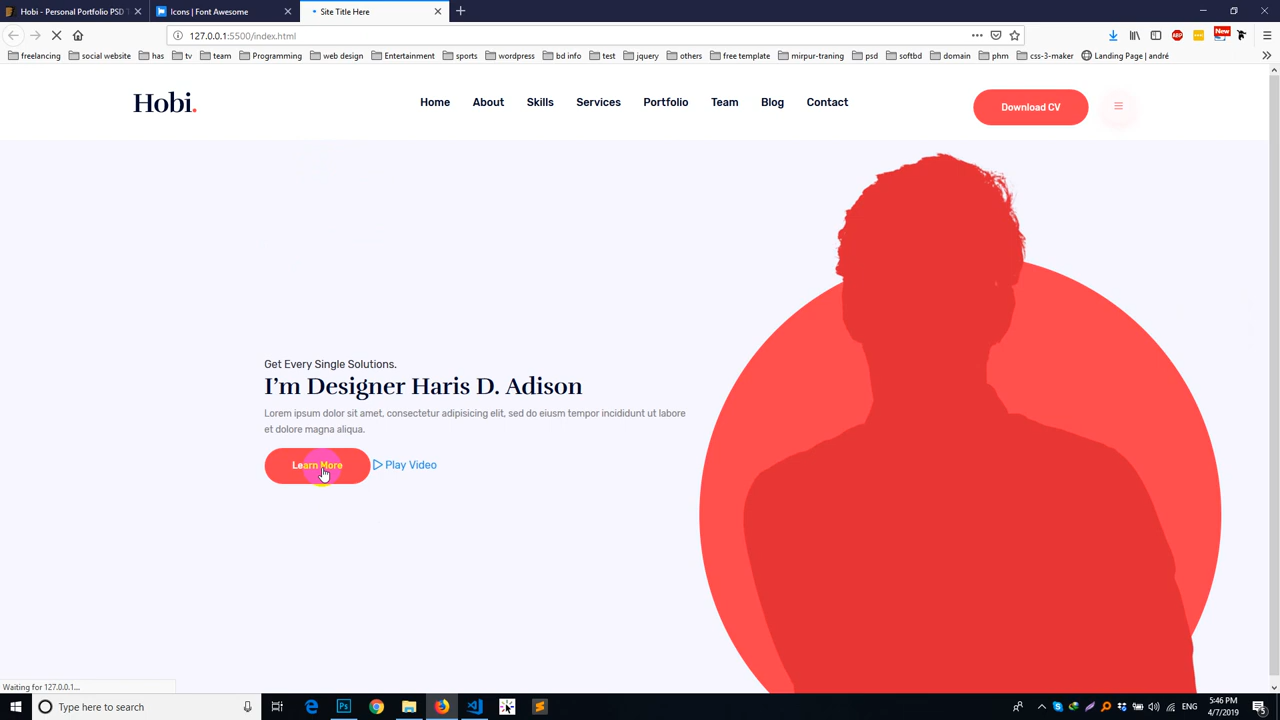 Hobi - Personal Portfolio PSD T
Icons | Font Awesome
Site Title Here
127.0.0.1:5500/index.html
New
freelancing
social website
has
tv
team
Programming
web design
Entertainment
sports
wordpress
bd info
test
jquery
others
free template
mirpur-traning
psd
softbd
domain
phm
css-3-maker
Landing Page | andré
Hobi.
Home
About
Skills
Services
Portfolio
Team
Blog
Contact
Download CV
Get Every Single Solutions.
I'm Designer Haris D. Adison
Lorem ipsum dolor sit amet, consectetur adipisicing elit, sed do eiusm tempor incididunt ut labore
et dolore magna aliqua.
Learn More
Play Video
Waiting for 127.0.0.1...
Type here to search
ENG
5:46 PM
4/7/2019
5